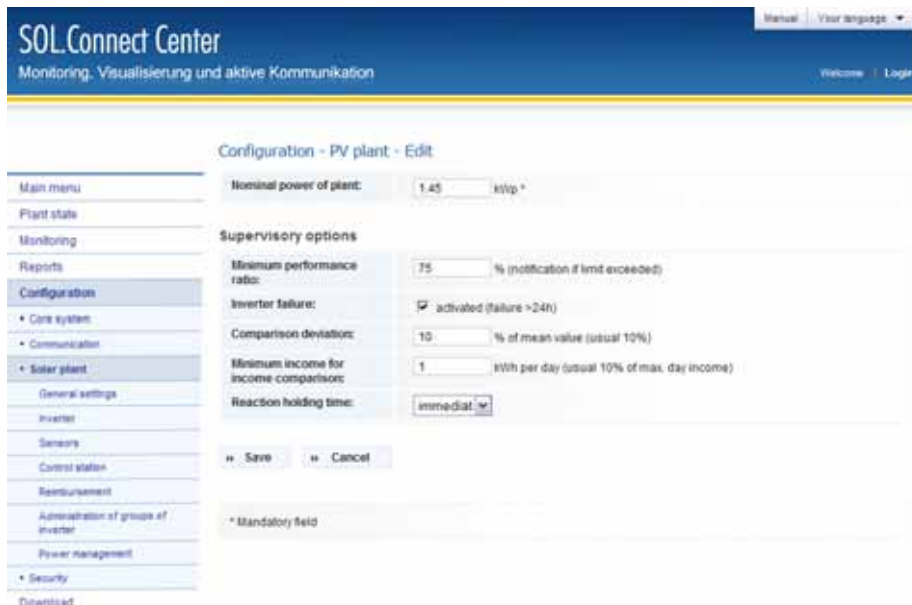 Manual Your language
SOL.Connect Center
Monitoring, Visualisierung und aktive Kommunikation
Welcome | Login
Configuration - PV plant - Edit
Main menu
Plant state
Monitoring
Reports
Configuration
• Core system
• Communication
• Solar plant
General settings
Inverter
Sensors
Control station
Reimbursement
Administration of groups of
inverter
Power management
• Security
Download
Nominal power of plant: 1.45 kWp *
Supervisory options
Minimum performance
ratio: 75 % (notification if limit exceeded)
Inverter failure: activated (failure >24h)
Comparison deviation: 10 % of mean value (usual 10%)
Minimum income for
income comparison: 1 kWh per day (usual 10% of max. day income)
Reaction holding time: immediat
» Save » Cancel
* Mandatory field